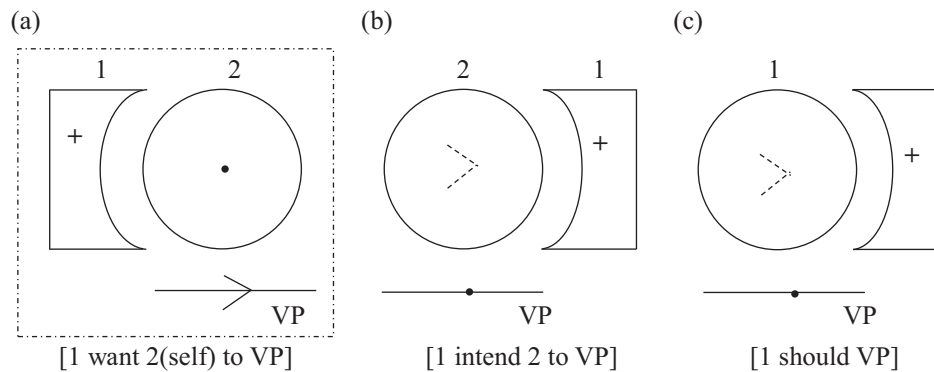 (a)
1 2
+
VP
[1 want 2(self) to VP]
(b)
2 1
+
VP
[1 intend 2 to VP]
(c)
1
+
VP
[1 should VP]